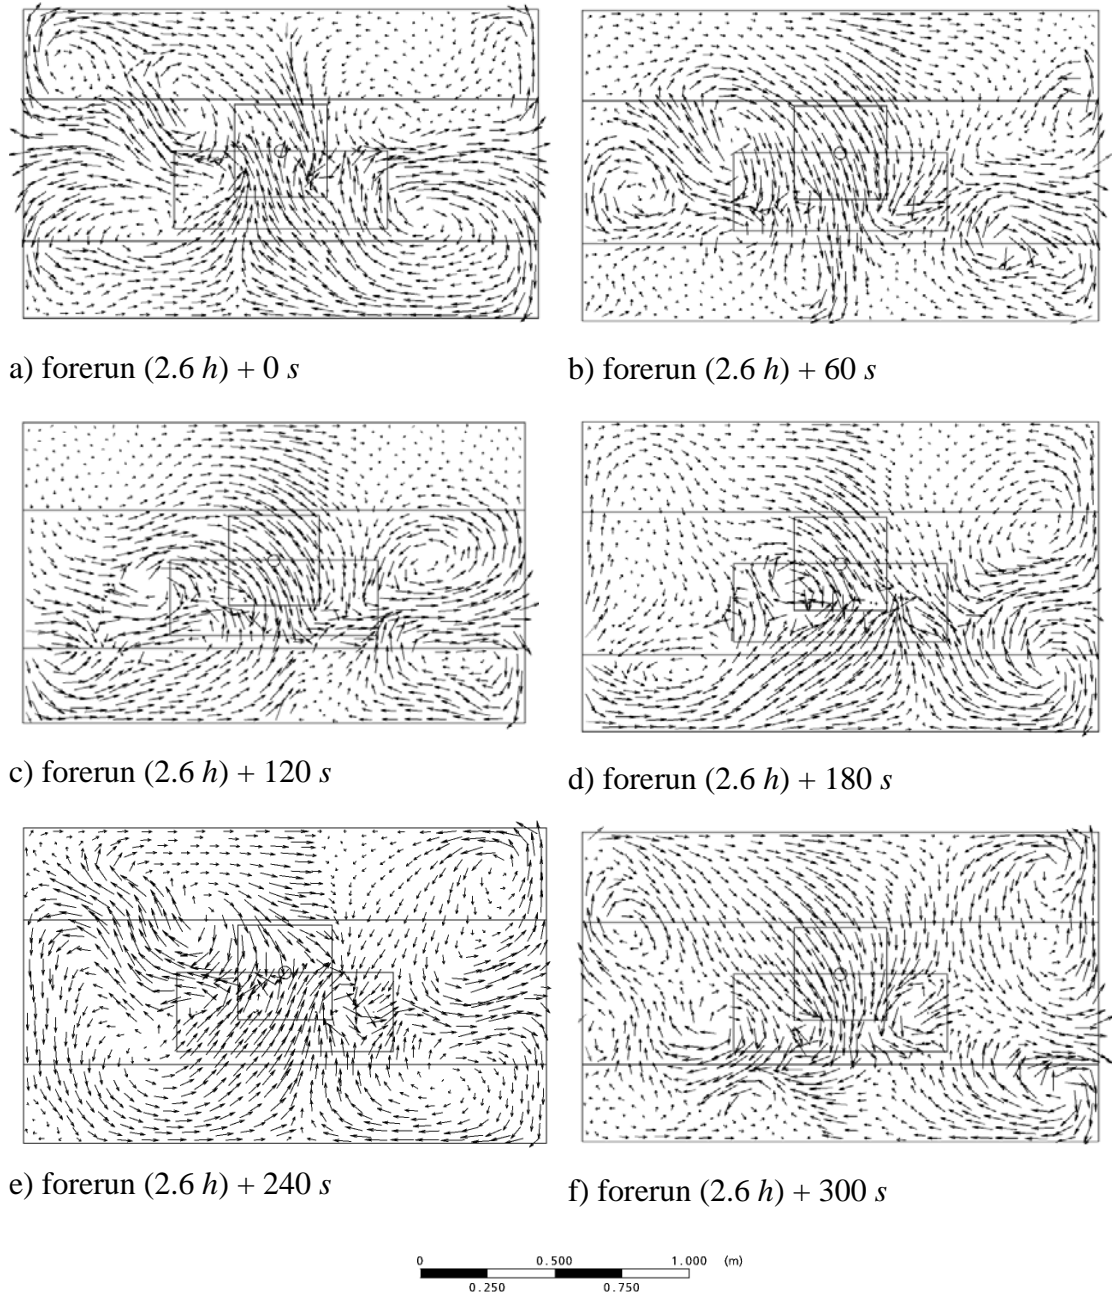 a) forerun (2.6 h) + 0 s
b) forerun (2.6 h) + 60 s
c) forerun (2.6 h) + 120 s
d) forerun (2.6 h) + 180 s
e) forerun (2.6 h) + 240 s
f) forerun (2.6 h) + 300 s
0 0.500 1.000 (m)
0.250 0.750